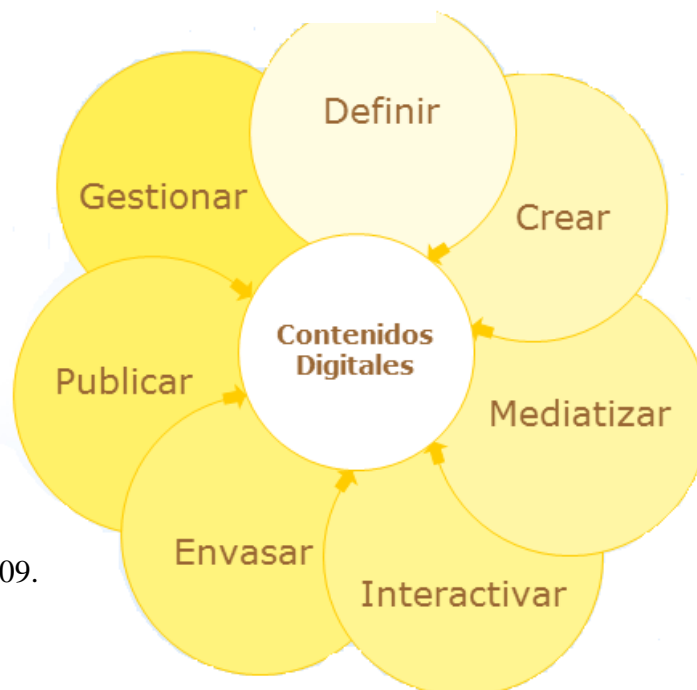 Definir
Crear
Mediatizar
Interactivar
Envasar
Publicar
Gestionar
Contenidos
Digitales
09.